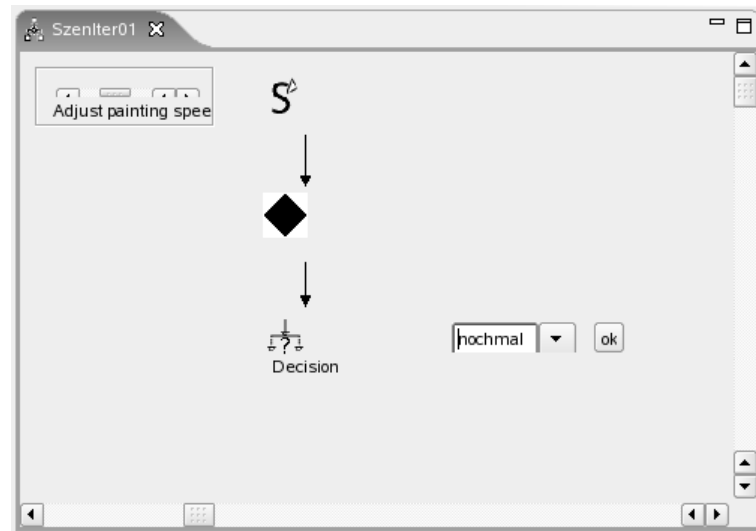 SzenIter01
Adjust painting spee
S
?
Decision
nochmal
ok